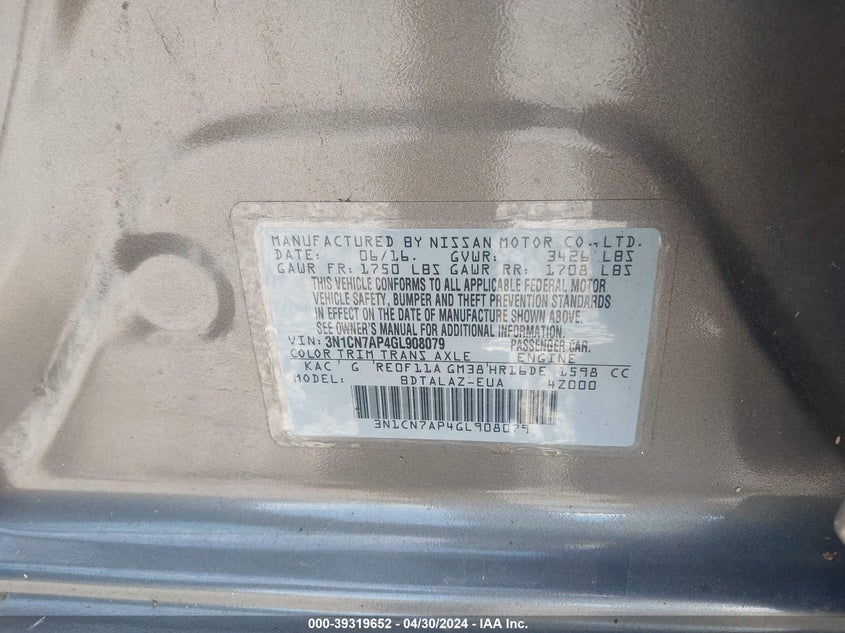 MANUFACTURED BY NISSAN MOTOR CO., LTD.
DATE: 06/16. GVWR: 3426 LBS
GAWR FR: 1750 LBS GAWR RR: 1708 LBS
THIS VEHICLE CONFORMS TO ALL APPLICABLE FEDERAL MOTOR
VEHICLE SAFETY, BUMPER AND THEFT PREVENTION STANDARDS
IN EFFECT ON THE DATE OF MANUFACTURE SHOWN ABOVE.
SEE OWNER'S MANUAL FOR ADDITIONAL INFORMATION.
VIN: 3N1CN7AP4GL908079 PASSENGER CAR.
COLOR TRIM TRANS AXLE ENGINE
KAC G RE0F11A GM38 HR16DE 1598 CC
MODEL: BDTALAZ-EUA 4Z000
3N1CN7AP4GL908079
000-39319652 - 04/30/2024 - IAA Inc.